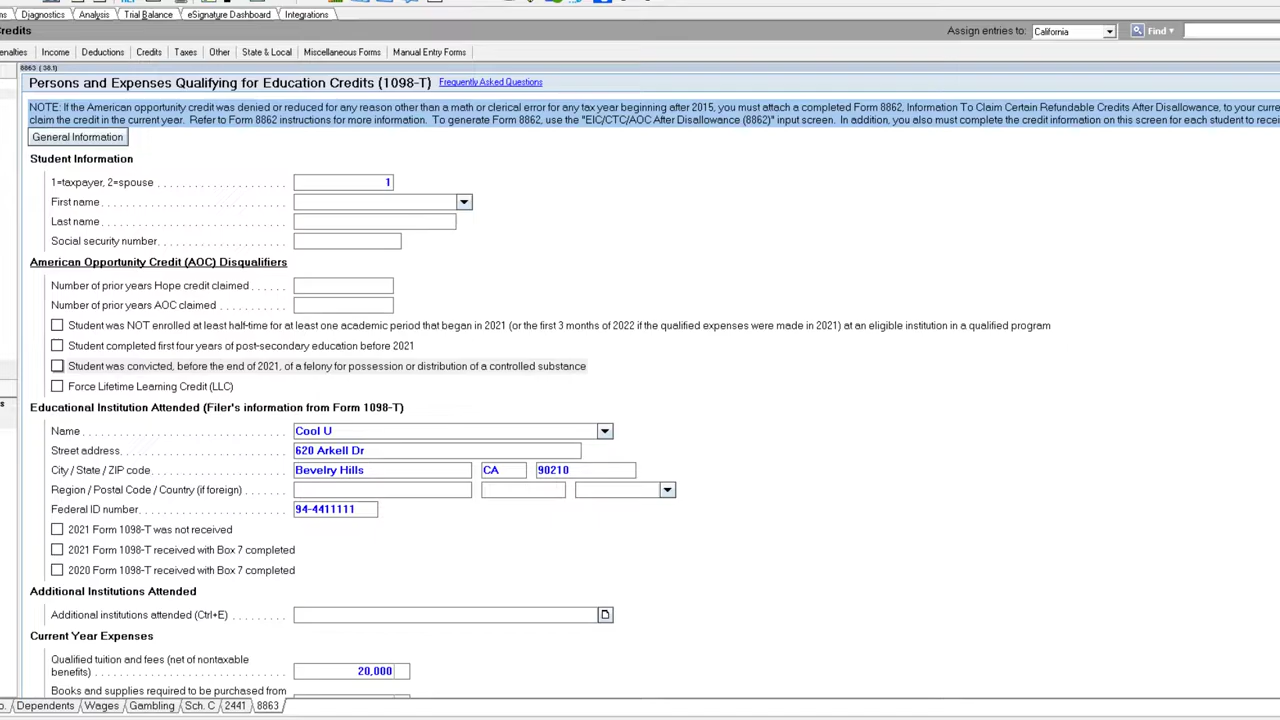 Diagnostics Analysis Trial Balance eSignature Dashboard Integrations
Credits Assign entries to: California Find
Income Deductions Credits Taxes Other State & Local Miscellaneous Forms Manual Entry Forms
8863 (38.1)
Persons and Expenses Qualifying for Education Credits (1098-T) Frequently Asked Questions
NOTE: If the American opportunity credit was denied or reduced for any reason other than a math or clerical error for any tax year beginning after 2015, you must attach a completed Form 8862, Information To Claim Certain Refundable Credits After Disallowance, to your
claim the credit in the current year. Refer to Form 8862 instructions for more information. To generate Form 8862, use the "EIC/CTC/AOC After Disallowance (8862)" input screen. In addition, you also must complete the credit information on this screen for each student to
General Information
Student Information
1=taxpayer, 2=spouse 1
First name
Last name
Social security number
American Opportunity Credit (AOC) Disqualifiers
Number of prior years Hope credit claimed
Number of prior years AOC claimed
Student was NOT enrolled at least half-time for at least one academic period that began in 2021 (or the first 3 months of 2022 if the qualified expenses were made in 2021) at an eligible institution in a qualified program
Student completed first four years of post-secondary education before 2021
Student was convicted, before the end of 2021, of a felony for possession or distribution of a controlled substance
Force Lifetime Learning Credit (LLC)
Educational Institution Attended (Filer's information from Form 1098-T)
Name Cool U
Street address 620 Arkell Dr
City / State / ZIP code Bevelry Hills CA 90210
Region / Postal Code / Country (if foreign)
Federal ID number 94-4411111
2021 Form 1098-T was not received
2021 Form 1098-T received with Box 7 completed
2020 Form 1098-T received with Box 7 completed
Additional Institutions Attended
Additional institutions attended (Ctrl+E)
Current Year Expenses
Qualified tuition and fees (net of nontaxable
benefits) 20,000
Books and supplies required to be purchased from
Dependents Wages Gambling Sch. C 2441 8863